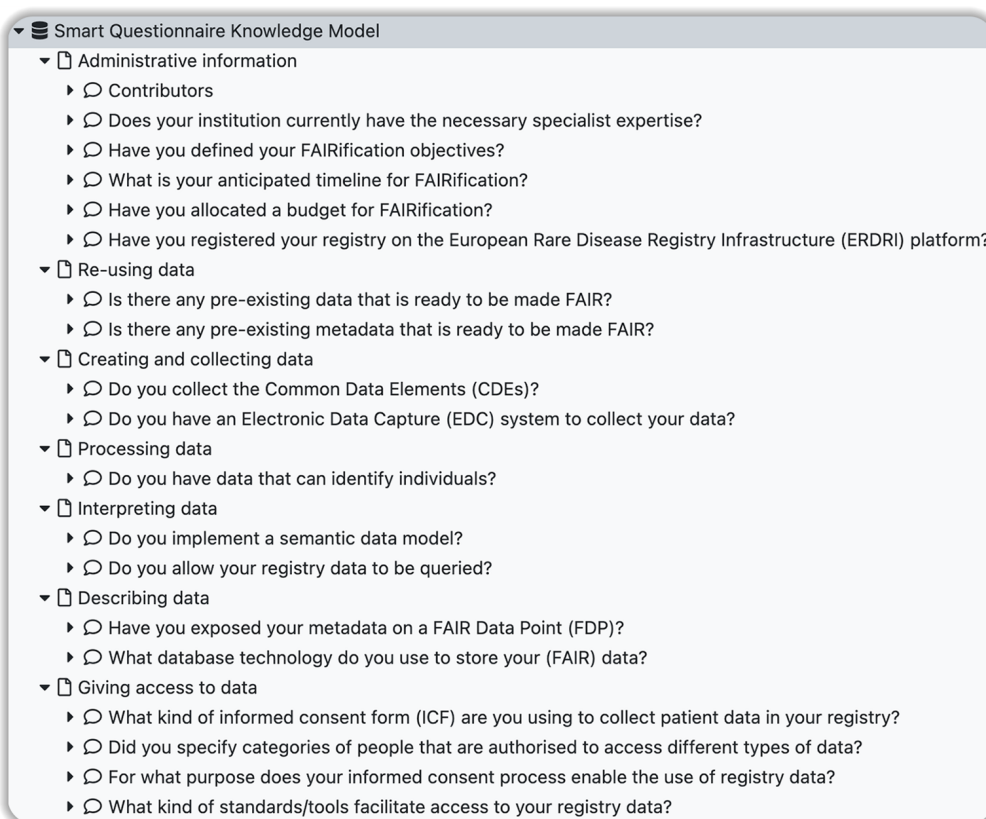 Smart Questionnaire Knowledge Model
Administrative information
Contributors
Does your institution currently have the necessary specialist expertise?
Have you defined your FAIRification objectives?
What is your anticipated timeline for FAIRification?
Have you allocated a budget for FAIRification?
Have you registered your registry on the European Rare Disease Registry Infrastructure (ERDRI) platform?
Re-using data
Is there any pre-existing data that is ready to be made FAIR?
Is there any pre-existing metadata that is ready to be made FAIR?
Creating and collecting data
Do you collect the Common Data Elements (CDEs)?
Do you have an Electronic Data Capture (EDC) system to collect your data?
Processing data
Do you have data that can identify individuals?
Interpreting data
Do you implement a semantic data model?
Do you allow your registry data to be queried?
Describing data
Have you exposed your metadata on a FAIR Data Point (FDP)?
What database technology do you use to store your (FAIR) data?
Giving access to data
What kind of informed consent form (ICF) are you using to collect patient data in your registry?
Did you specify categories of people that are authorised to access different types of data?
For what purpose does your informed consent process enable the use of registry data?
What kind of standards/tools facilitate access to your registry data?